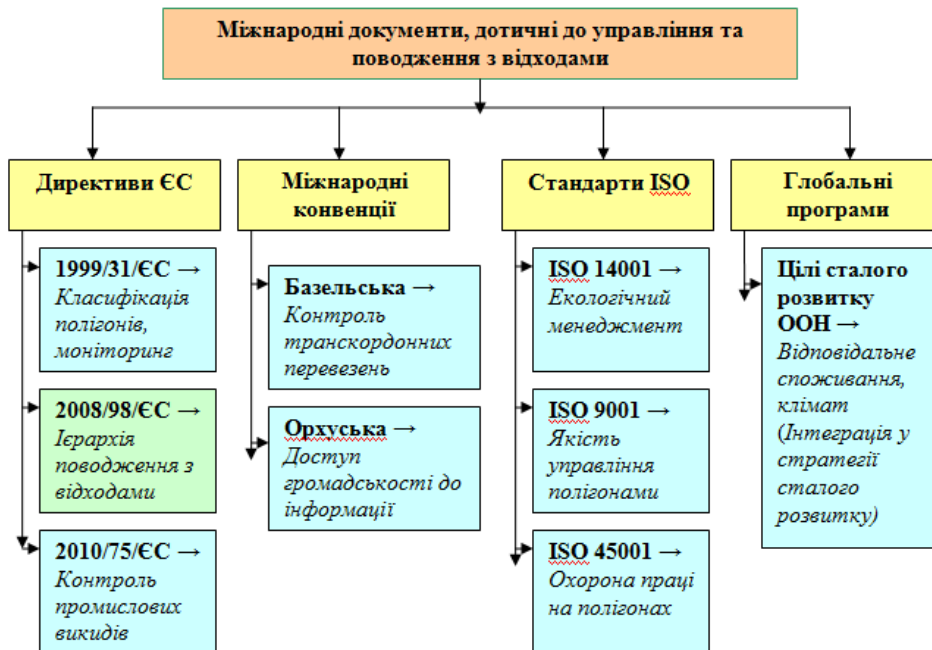 Міжнародні документи, дотичні до управління та
поводження з відходами
Директиви ЄС
1999/31/ЄС →
Класифікація
полігонів,
моніторинг
2008/98/ЄС →
Ієрархія
поводження з
відходами
2010/75/ЄС →
Контроль
промислових
викидів
Міжнародні
конвенції
Базельська →
Контроль
транскордонних
перевезень
Орхуська →
Доступ
громадськості до
інформації
Стандарти ISO
ISO 14001 →
Екологічний
менеджмент
ISO 9001 →
Якість
управління
полігонами
ISO 45001 →
Охорона праці
на полігонах
Глобальні
програми
Цілі сталого
розвитку
ООН →
Відповідальне
споживання,
клімат
(Інтеграція у
стратегії
сталого
розвитку)